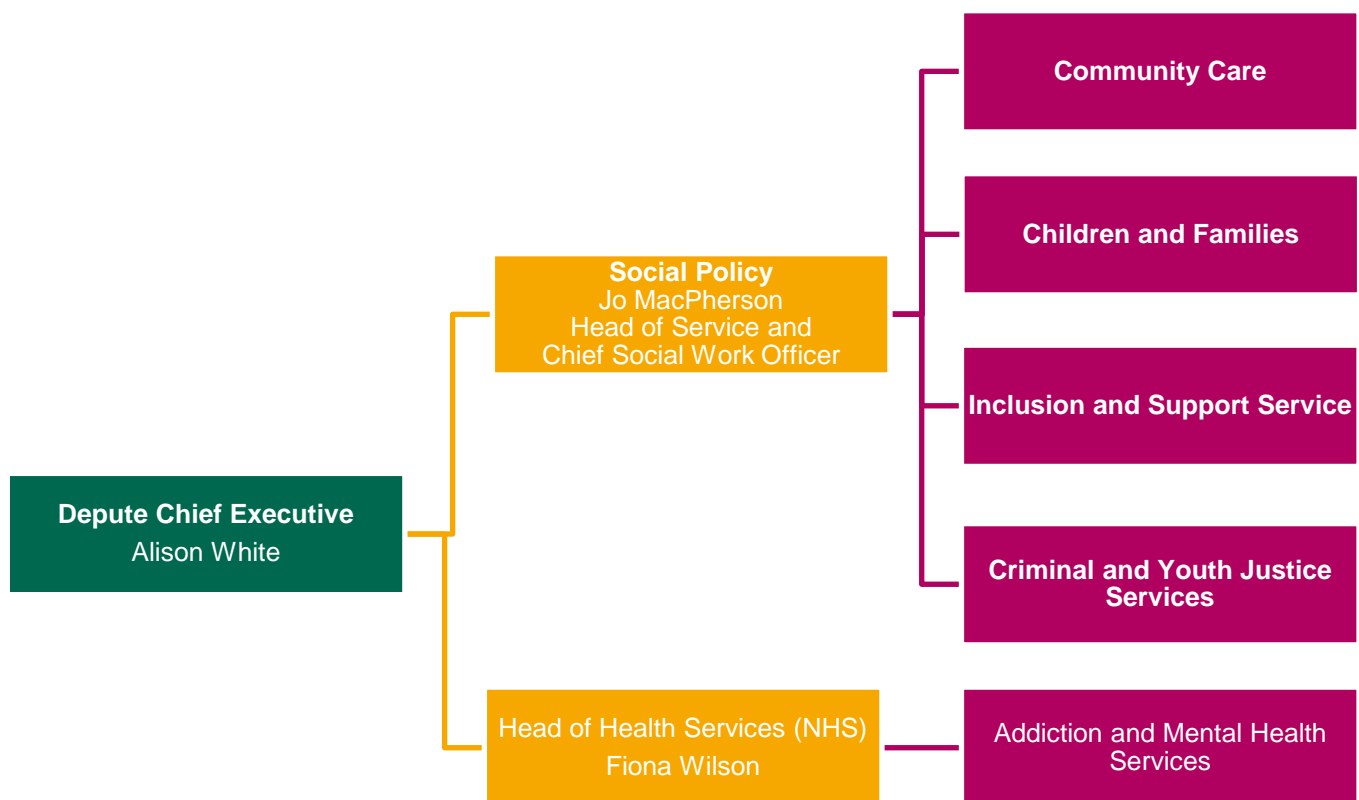 Community Care
Children and Families
Social Policy
Jo MacPherson
Head of Service and
Chief Social Work Officer
Inclusion and Support Service
Depute Chief Executive
Alison White
Criminal and Youth Justice
Services
Head of Health Services (NHS)
Fiona Wilson
Addiction and Mental Health
Services